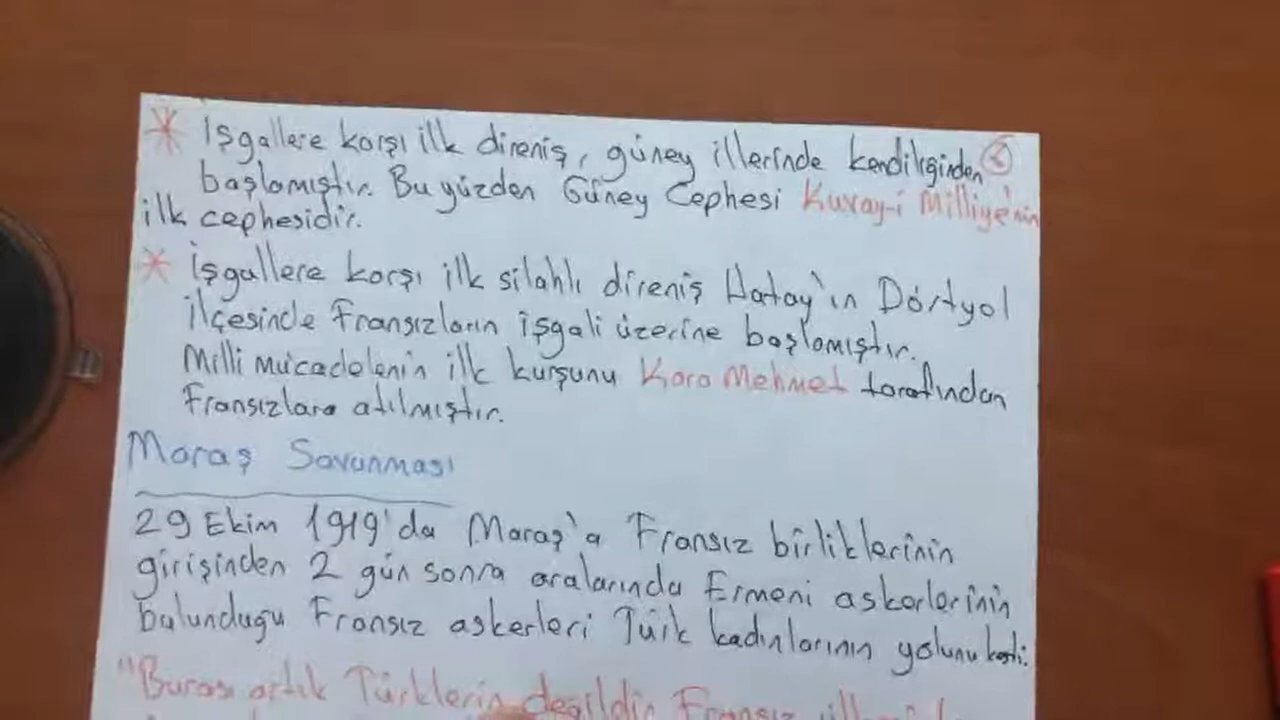 * İşgallere karşı ilk direniş, güney illerinde kendiliğinden 2
başlamıştır. Bu yüzden Güney Cephesi Kuvay-i Milliye'nin
ilk cephesidir.
* İşgallere karşı ilk silahlı direniş Hatay'ın Dörtyol
ilçesinde Fransızların işgali üzerine başlamıştır.
Milli mücadelenin ilk kurşunu Kara Mehmet tarafından
Fransızlara atılmıştır.
Maraş Savunması
29 Ekim 1919'da Maraş'a Fransız birliklerinin
girişinden 2 gün sonra aralarında Ermeni askerlerinin
bulunduğu Fransız askerleri Türk kadınlarının yolunu kesti.
"Burası artık Türklerin değildir Fransız